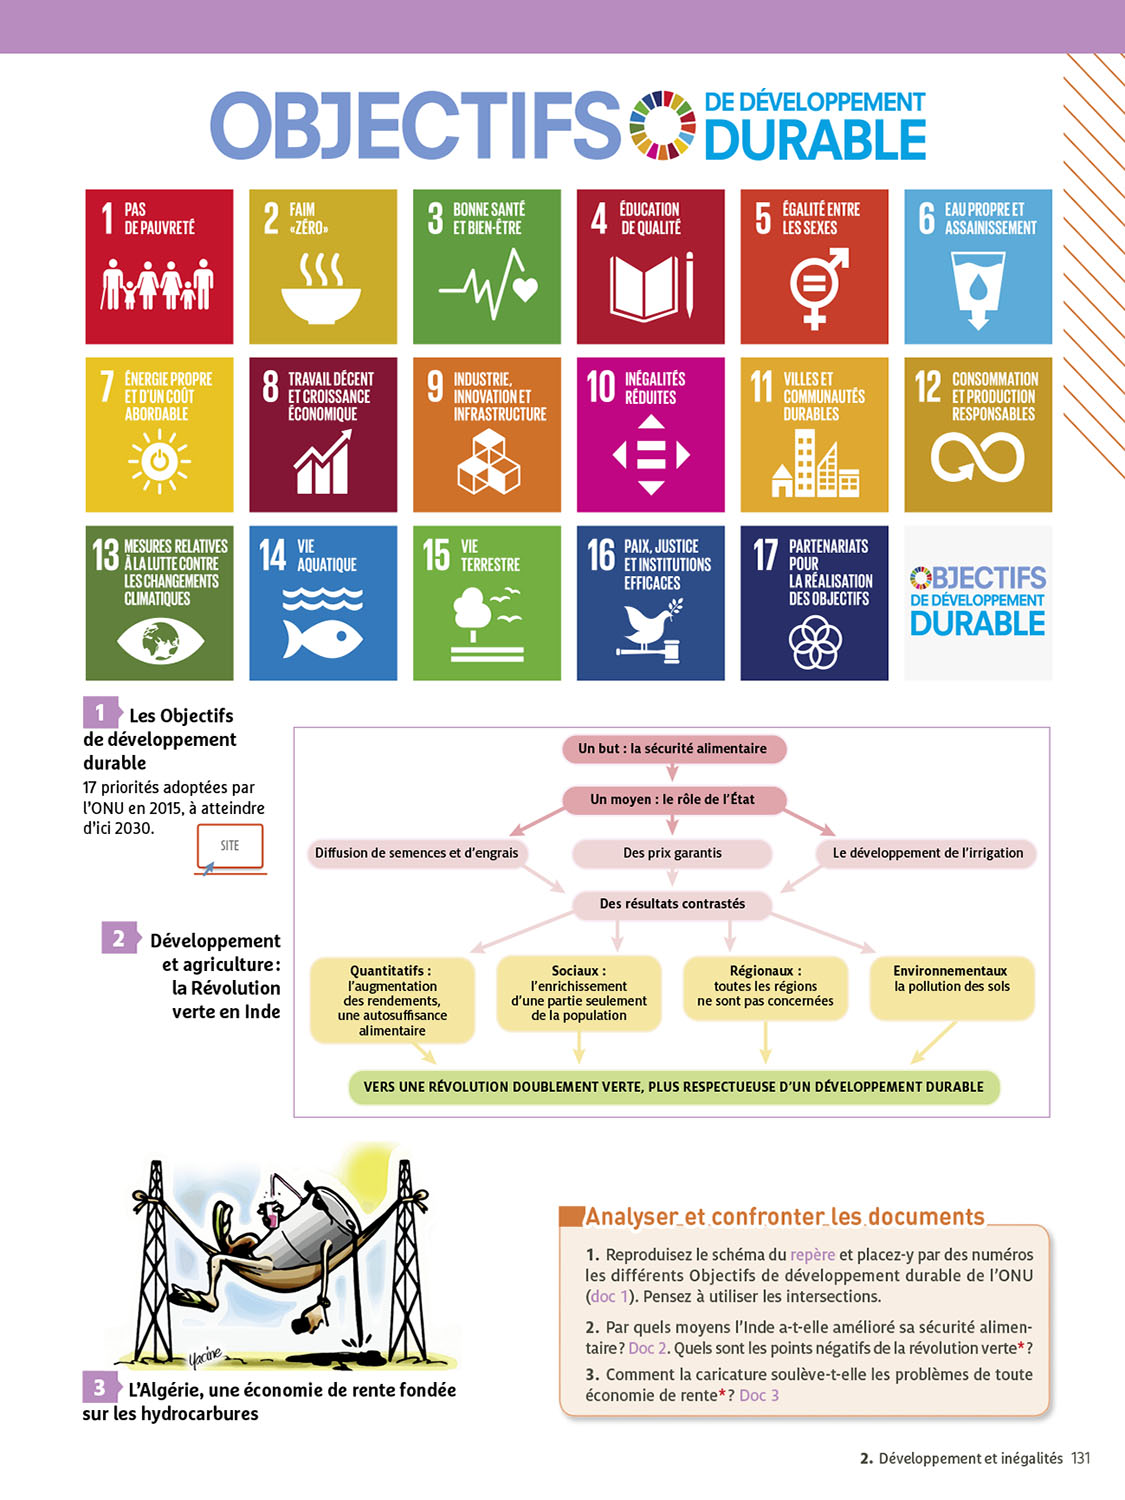 OBJECTIFS DE DÉVELOPPEMENT
DURABLE
1 PAS
DE PAUVRETÉ
2 FAIM
«ZÉRO»
3 BONNE SANTÉ
ET BIEN-ÊTRE
4 ÉDUCATION
DE QUALITÉ
5 ÉGALITÉ ENTRE
LES SEXES
6 EAU PROPRE ET
ASSAINISSEMENT
7 ÉNERGIE PROPRE
ET D'UN COÛT
ABORDABLE
8 TRAVAIL DÉCENT
ET CROISSANCE
ÉCONOMIQUE
9 INDUSTRIE,
INNOVATION ET
INFRASTRUCTURE
10 INÉGALITÉS
RÉDUITES
11 VILLES ET
COMMUNAUTÉS
DURABLES
12 CONSOMMATION
ET PRODUCTION
RESPONSABLES
13 MESURES RELATIVES
À LA LUTTE CONTRE
LES CHANGEMENTS
CLIMATIQUES
14 VIE
AQUATIQUE
15 VIE
TERRESTRE
16 PAIX, JUSTICE
ET INSTITUTIONS
EFFICACES
17 PARTENARIATS
POUR
LA RÉALISATION
DES OBJECTIFS
OBJECTIFS
DE DÉVELOPPEMENT
DURABLE
1 Les Objectifs
de développement
durable
17 priorités adoptées par
l'ONU en 2015, à atteindre
d'ici 2030.
SITE
2 Développement
et agriculture :
la Révolution
verte en Inde
Un but : la sécurité alimentaire
Un moyen : le rôle de l'État
Diffusion de semences et d'engrais
Des prix garantis
Le développement de l'irrigation
Des résultats contrastés
Quantitatifs :
l'augmentation
des rendements,
une autosuffisance
alimentaire
Sociaux :
l'enrichissement
d'une partie seulement
de la population
Régionaux :
toutes les régions
ne sont pas concernées
Environnementaux
la pollution des sols
VERS UNE RÉVOLUTION DOUBLEMENT VERTE, PLUS RESPECTUEUSE D'UN DÉVELOPPEMENT DURABLE
Yacine
3 L'Algérie, une économie de rente fondée
sur les hydrocarbures
Analyser et confronter les documents
1. Reproduisez le schéma du repère et placez-y par des numéros
les différents Objectifs de développement durable de l'ONU
(doc 1). Pensez à utiliser les intersections.
2. Par quels moyens l'Inde a-t-elle amélioré sa sécurité alimen-
taire ? Doc 2. Quels sont les points négatifs de la révolution verte* ?
3. Comment la caricature soulève-t-elle les problèmes de toute
économie de rente* ? Doc 3
2. Développement et inégalités 131